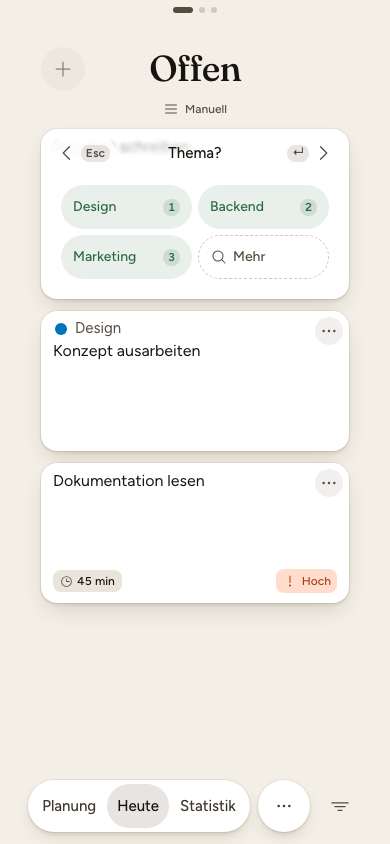 Offen
Manuell
Esc
Thema?
Design 1
Backend 2
Marketing 3
Mehr
Design
Konzept ausarbeiten
Dokumentation lesen
45 min
Hoch
Planung
Heute
Statistik